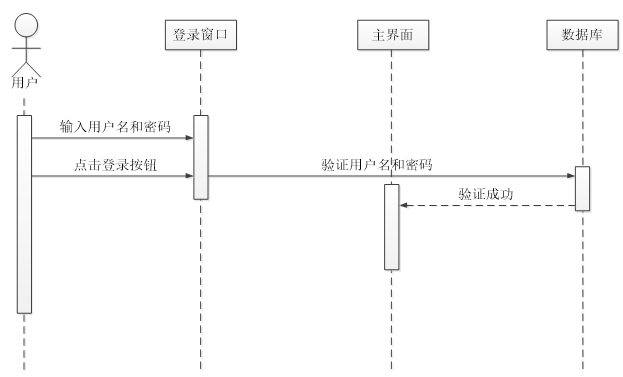 登录窗口
主界面
数据库
用户
输入用户名和密码
点击登录按钮
验证用户名和密码
验证成功